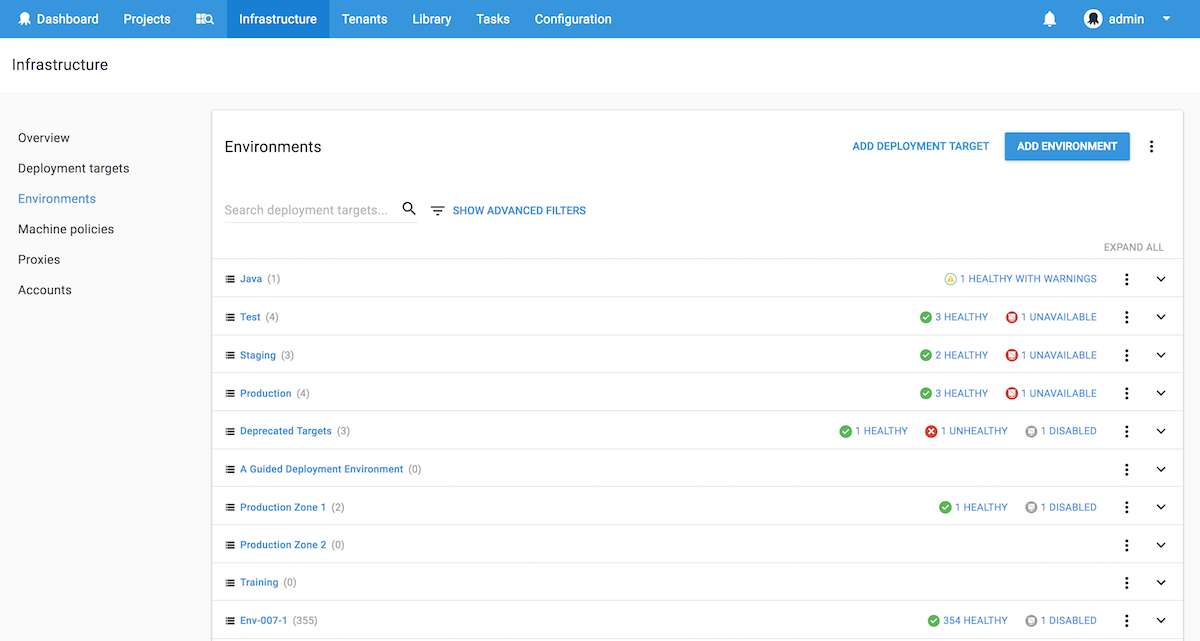 Dashboard Projects Infrastructure Tenants Library Tasks Configuration admin
Infrastructure
Overview
Deployment targets
Environments
Machine policies
Proxies
Accounts
Environments ADD DEPLOYMENT TARGET ADD ENVIRONMENT
Search deployment targets... SHOW ADVANCED FILTERS
EXPAND ALL
Java (1) 1 HEALTHY WITH WARNINGS
Test (4) 3 HEALTHY 1 UNAVAILABLE
Staging (3) 2 HEALTHY 1 UNAVAILABLE
Production (4) 3 HEALTHY 1 UNAVAILABLE
Deprecated Targets (3) 1 HEALTHY 1 UNHEALTHY 1 DISABLED
A Guided Deployment Environment (0)
Production Zone 1 (2) 1 HEALTHY 1 DISABLED
Production Zone 2 (0)
Training (0)
Env-007-1 (355) 354 HEALTHY 1 DISABLED